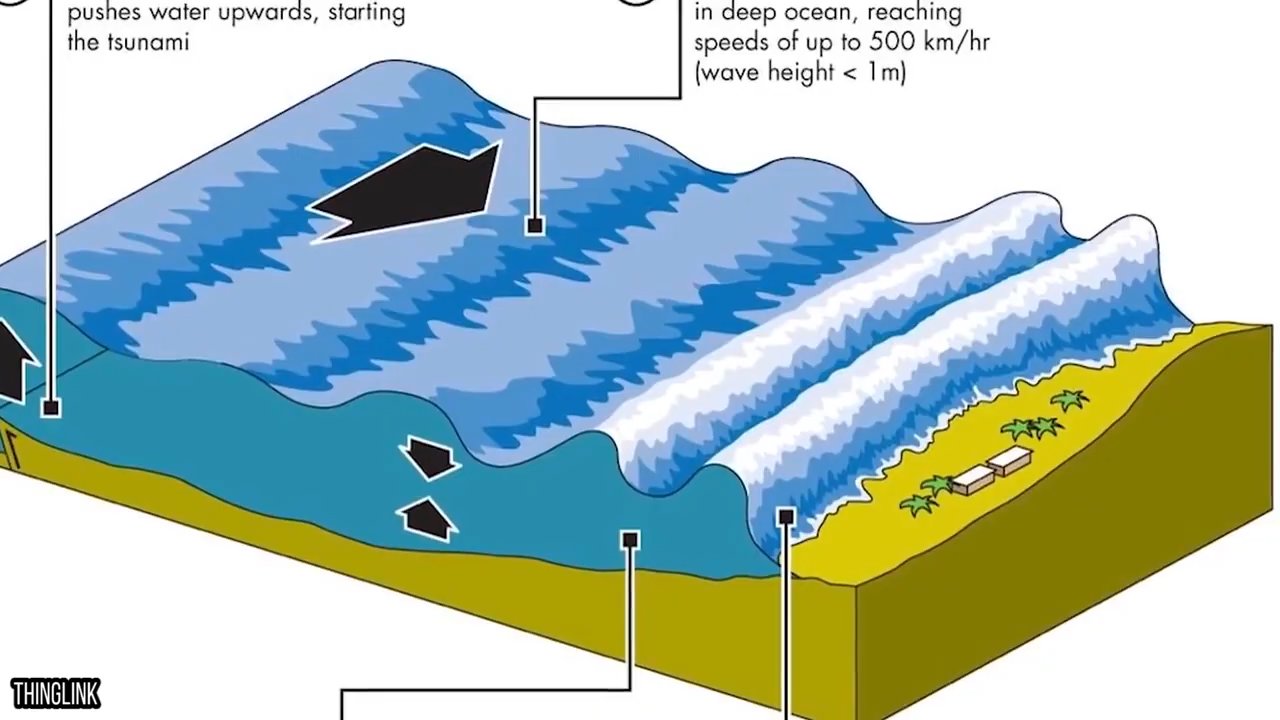 pushes water upwards, starting
the tsunami
in deep ocean, reaching
speeds of up to 500 km/hr
(wave height < 1m)
THINGLINK